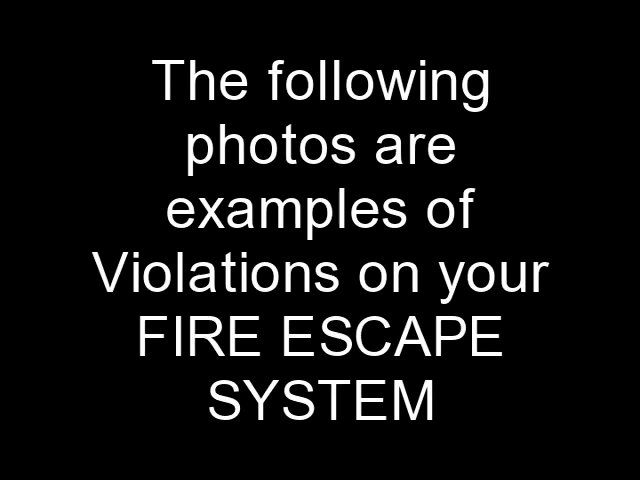 The following
photos are
examples of
Violations on your
FIRE ESCAPE
SYSTEM